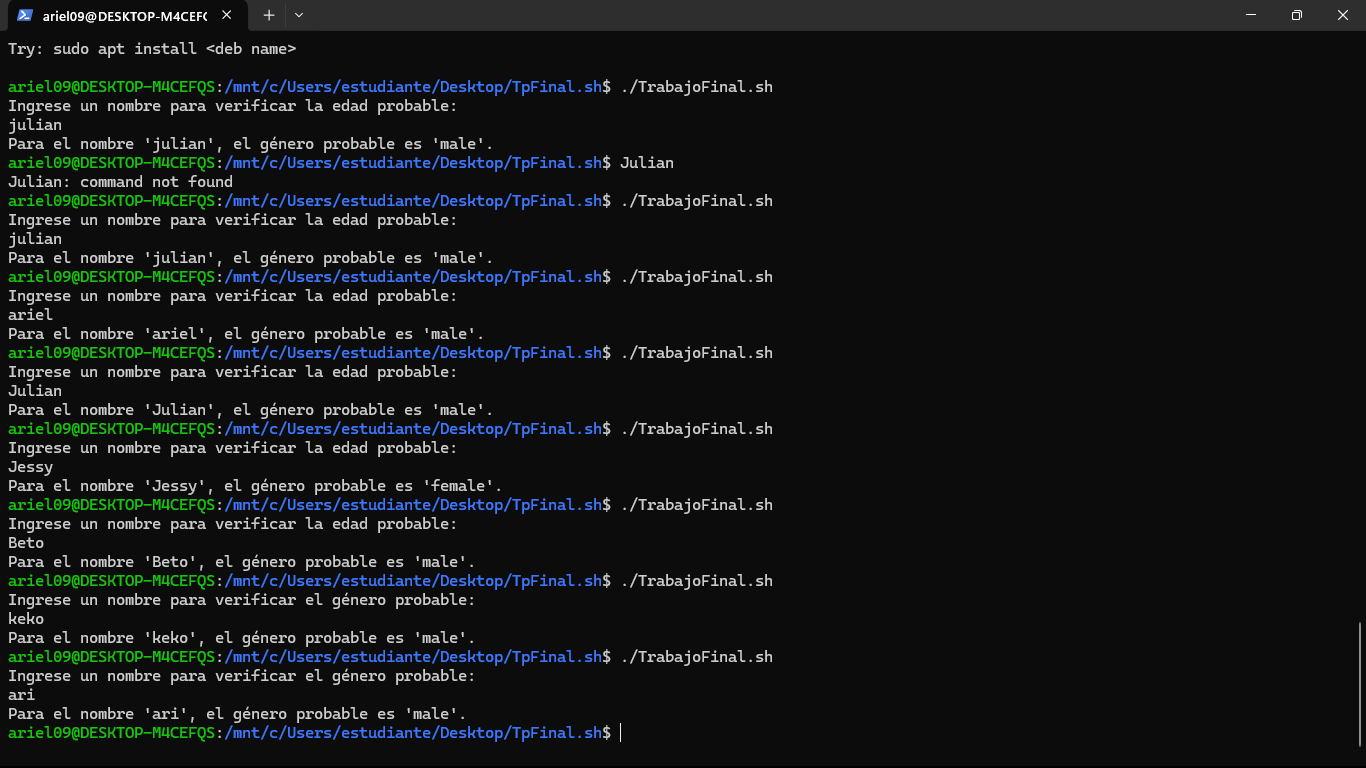 ariel09@DESKTOP-M4CEF
Try: sudo apt install <deb name>
ariel09@DESKTOP-M4CEFQS:/mnt/c/Users/estudiante/Desktop/TpFinal.sh$ ./TrabajoFinal.sh
Ingrese un nombre para verificar la edad probable:
julian
Para el nombre 'julian', el género probable es 'male'.
ariel09@DESKTOP-M4CEFQS:/mnt/c/Users/estudiante/Desktop/TpFinal.sh$ Julian
Julian: command not found
ariel09@DESKTOP-M4CEFQS:/mnt/c/Users/estudiante/Desktop/TpFinal.sh$ ./TrabajoFinal.sh
Ingrese un nombre para verificar la edad probable:
julian
Para el nombre 'julian', el género probable es 'male'.
ariel09@DESKTOP-M4CEFQS:/mnt/c/Users/estudiante/Desktop/TpFinal.sh$ ./TrabajoFinal.sh
Ingrese un nombre para verificar la edad probable:
ariel
Para el nombre 'ariel', el género probable es 'male'.
ariel09@DESKTOP-M4CEFQS:/mnt/c/Users/estudiante/Desktop/TpFinal.sh$ ./TrabajoFinal.sh
Ingrese un nombre para verificar la edad probable:
Julian
Para el nombre 'Julian', el género probable es 'male'.
ariel09@DESKTOP-M4CEFQS:/mnt/c/Users/estudiante/Desktop/TpFinal.sh$ ./TrabajoFinal.sh
Ingrese un nombre para verificar la edad probable:
Jessy
Para el nombre 'Jessy', el género probable es 'female'.
ariel09@DESKTOP-M4CEFQS:/mnt/c/Users/estudiante/Desktop/TpFinal.sh$ ./TrabajoFinal.sh
Ingrese un nombre para verificar la edad probable:
Beto
Para el nombre 'Beto', el género probable es 'male'.
ariel09@DESKTOP-M4CEFQS:/mnt/c/Users/estudiante/Desktop/TpFinal.sh$ ./TrabajoFinal.sh
Ingrese un nombre para verificar el género probable:
keko
Para el nombre 'keko', el género probable es 'male'.
ariel09@DESKTOP-M4CEFQS:/mnt/c/Users/estudiante/Desktop/TpFinal.sh$ ./TrabajoFinal.sh
Ingrese un nombre para verificar el género probable:
ari
Para el nombre 'ari', el género probable es 'male'.
ariel09@DESKTOP-M4CEFQS:/mnt/c/Users/estudiante/Desktop/TpFinal.sh$